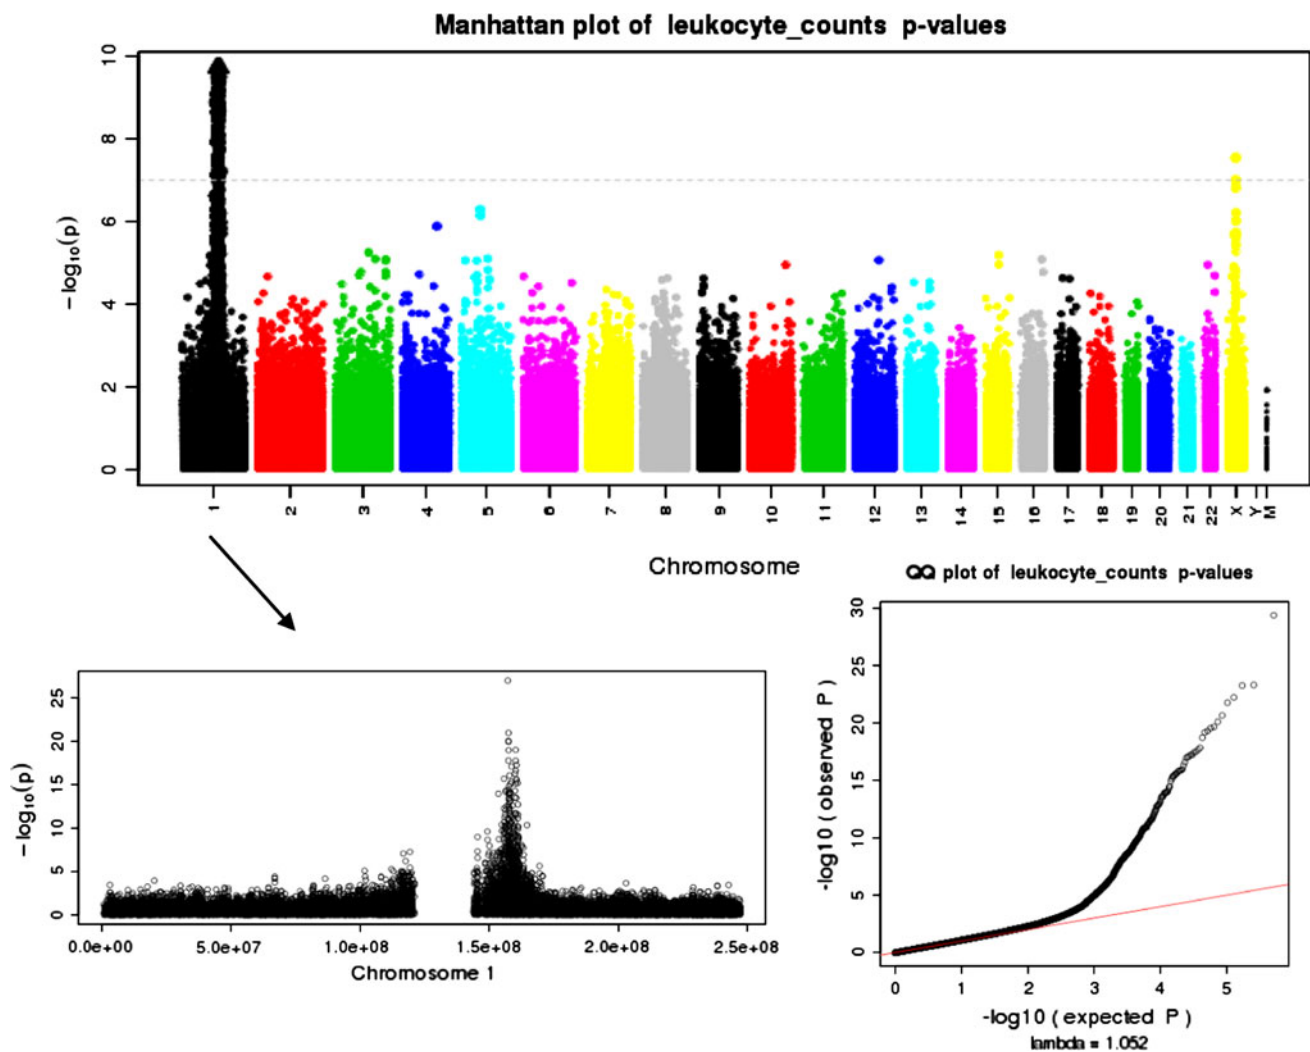 Manhattan plot of leukocyte_counts p-values
10
8
6
4
2
0
−log₁₀(p)
1 2 3 4 5 6 7 8 9 10 11 12 13 14 15 16 17 18 19 20 21 22 X Y M
Chromosome
25
20
15
10
5
0
−log₁₀(p)
0.0e+00 5.0e+07 1.0e+08 1.5e+08 2.0e+08 2.5e+08
Chromosome 1
QQ plot of leukocyte_counts p-values
30
25
20
15
10
5
0
-log10 (observed P)
0 1 2 3 4 5
-log10 (expected P)
lambda = 1.052